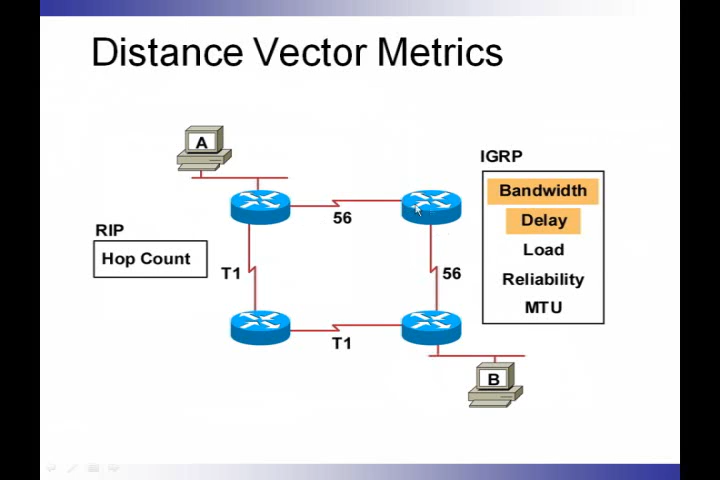 Distance Vector Metrics
A
IGRP
Bandwidth
Delay
Load
Reliability
MTU
56
RIP
Hop Count
T1
56
T1
B